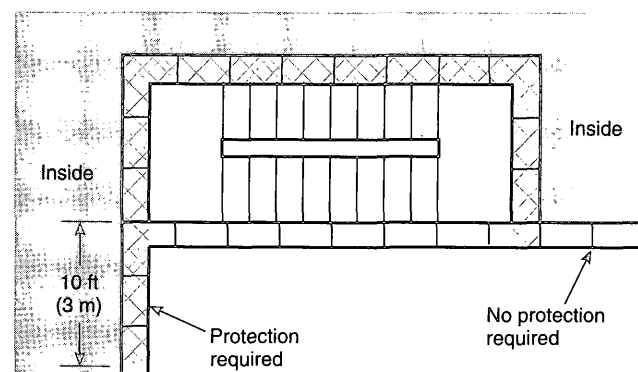 Inside
Inside
10 ft
(3 m)
Protection
required
No protection
required